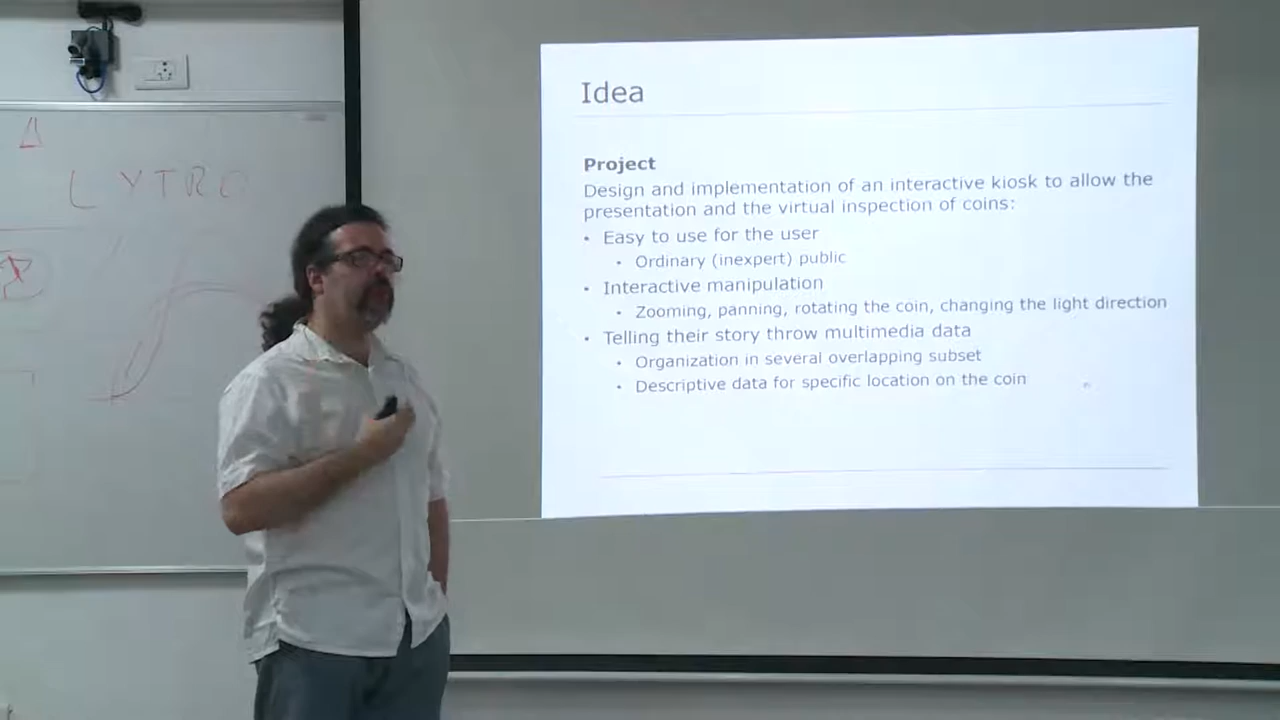 LYTRO
Idea
Project
Design and implementation of an interactive kiosk to allow the
presentation and the virtual inspection of coins:
• Easy to use for the user
• Ordinary (inexpert) public
• Interactive manipulation
• Zooming, panning, rotating the coin, changing the light direction
• Telling their story throw multimedia data
• Organization in several overlapping subset
• Descriptive data for specific location on the coin